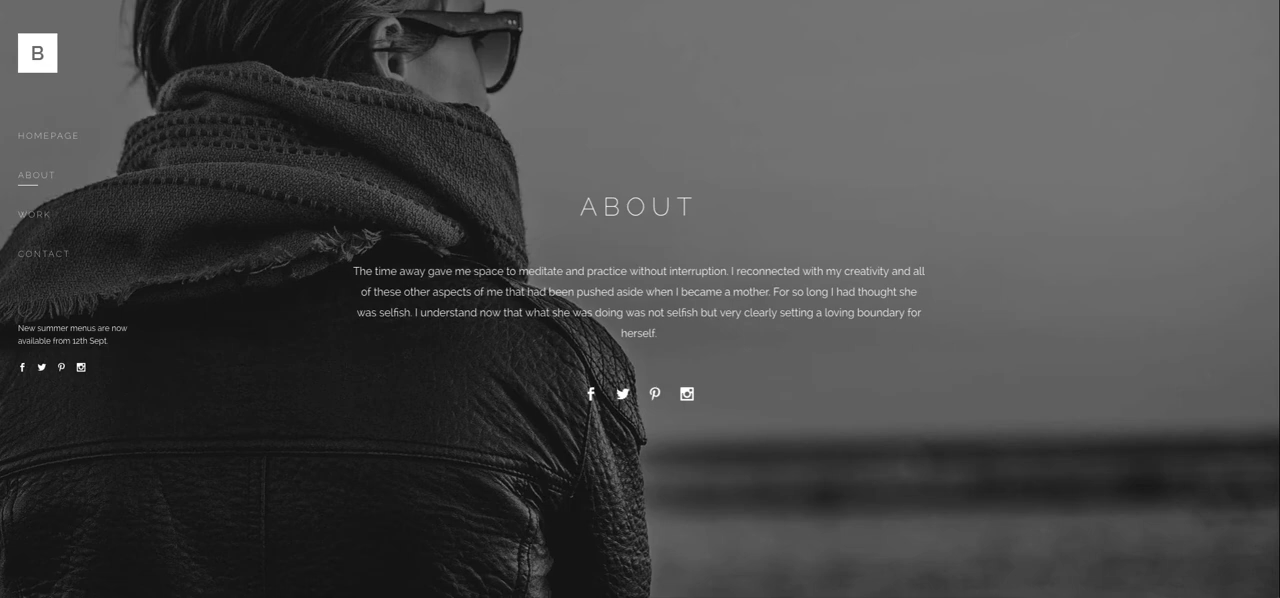 B
HOMEPAGE
ABOUT
WORK
CONTACT
New summer menus are now
available from 12th Sept.
ABOUT
The time away gave me space to meditate and practice without interruption. I reconnected with my creativity and all
of these other aspects of me that had been pushed aside when I became a mother. For so long I had thought she
was selfish. I understand now that what she was doing was not selfish but very clearly setting a loving boundary for
herself.